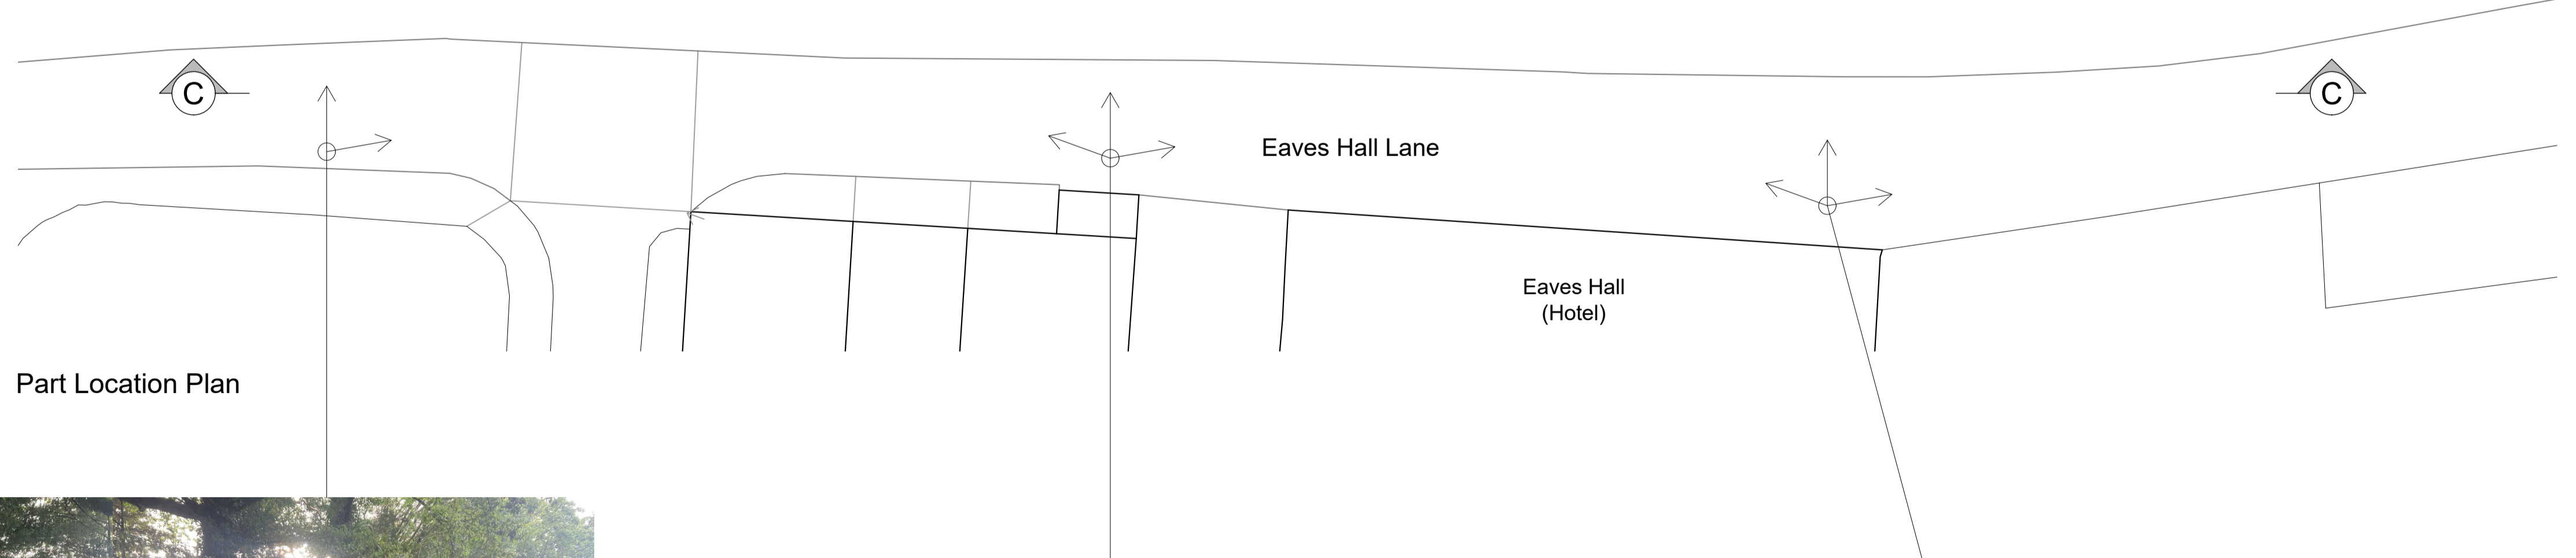 C
C
Eaves Hall Lane
Eaves Hall
(Hotel)
Part Location Plan